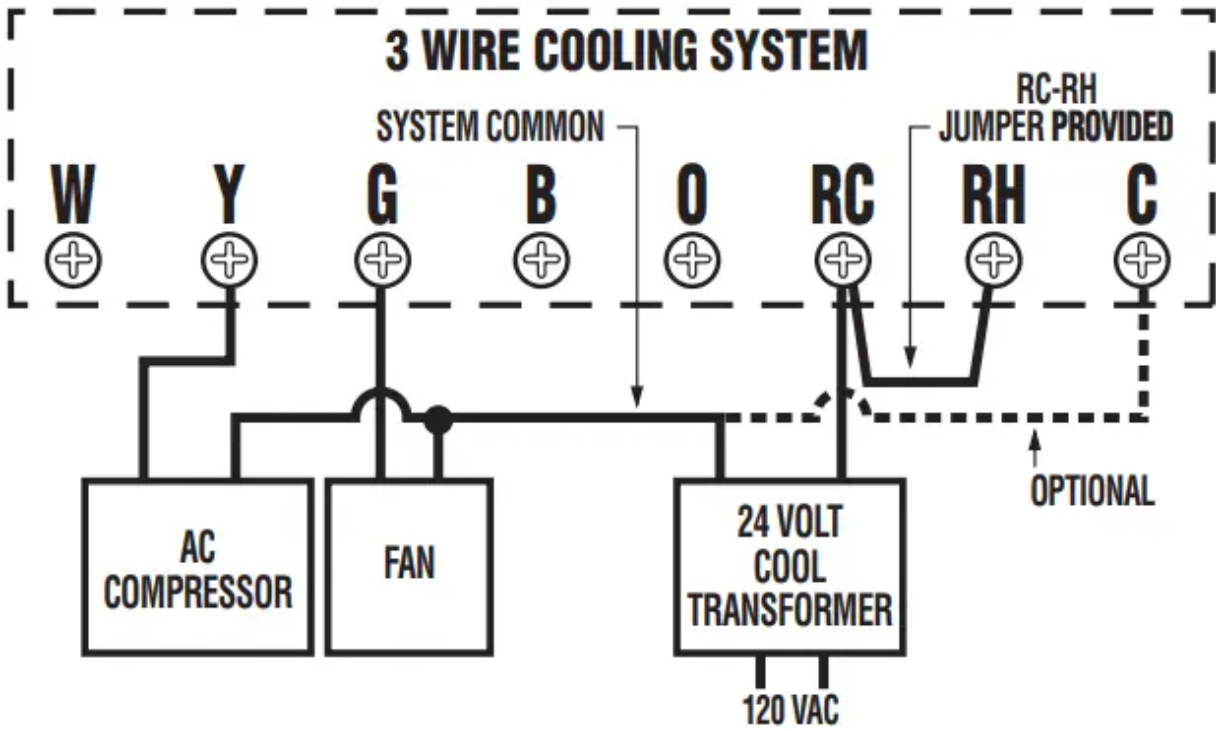 3 WIRE COOLING SYSTEM
RC-RH
SYSTEM COMMON
JUMPER PROVIDED
W Y G B O RC RH C
OPTIONAL
AC
COMPRESSOR
FAN
24 VOLT
COOL
TRANSFORMER
120 VAC